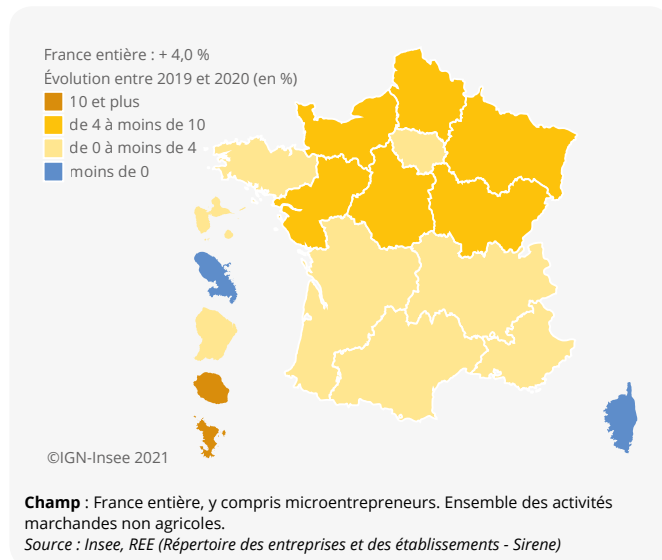 France entière : + 4,0 %
Évolution entre 2019 et 2020 (en %)
10 et plus
de 4 à moins de 10
de 0 à moins de 4
moins de 0
©IGN-Insee 2021
Champ : France entière, y compris microentrepreneurs. Ensemble des activités
marchandes non agricoles.
Source : Insee, REE (Répertoire des entreprises et des établissements - Sirene)